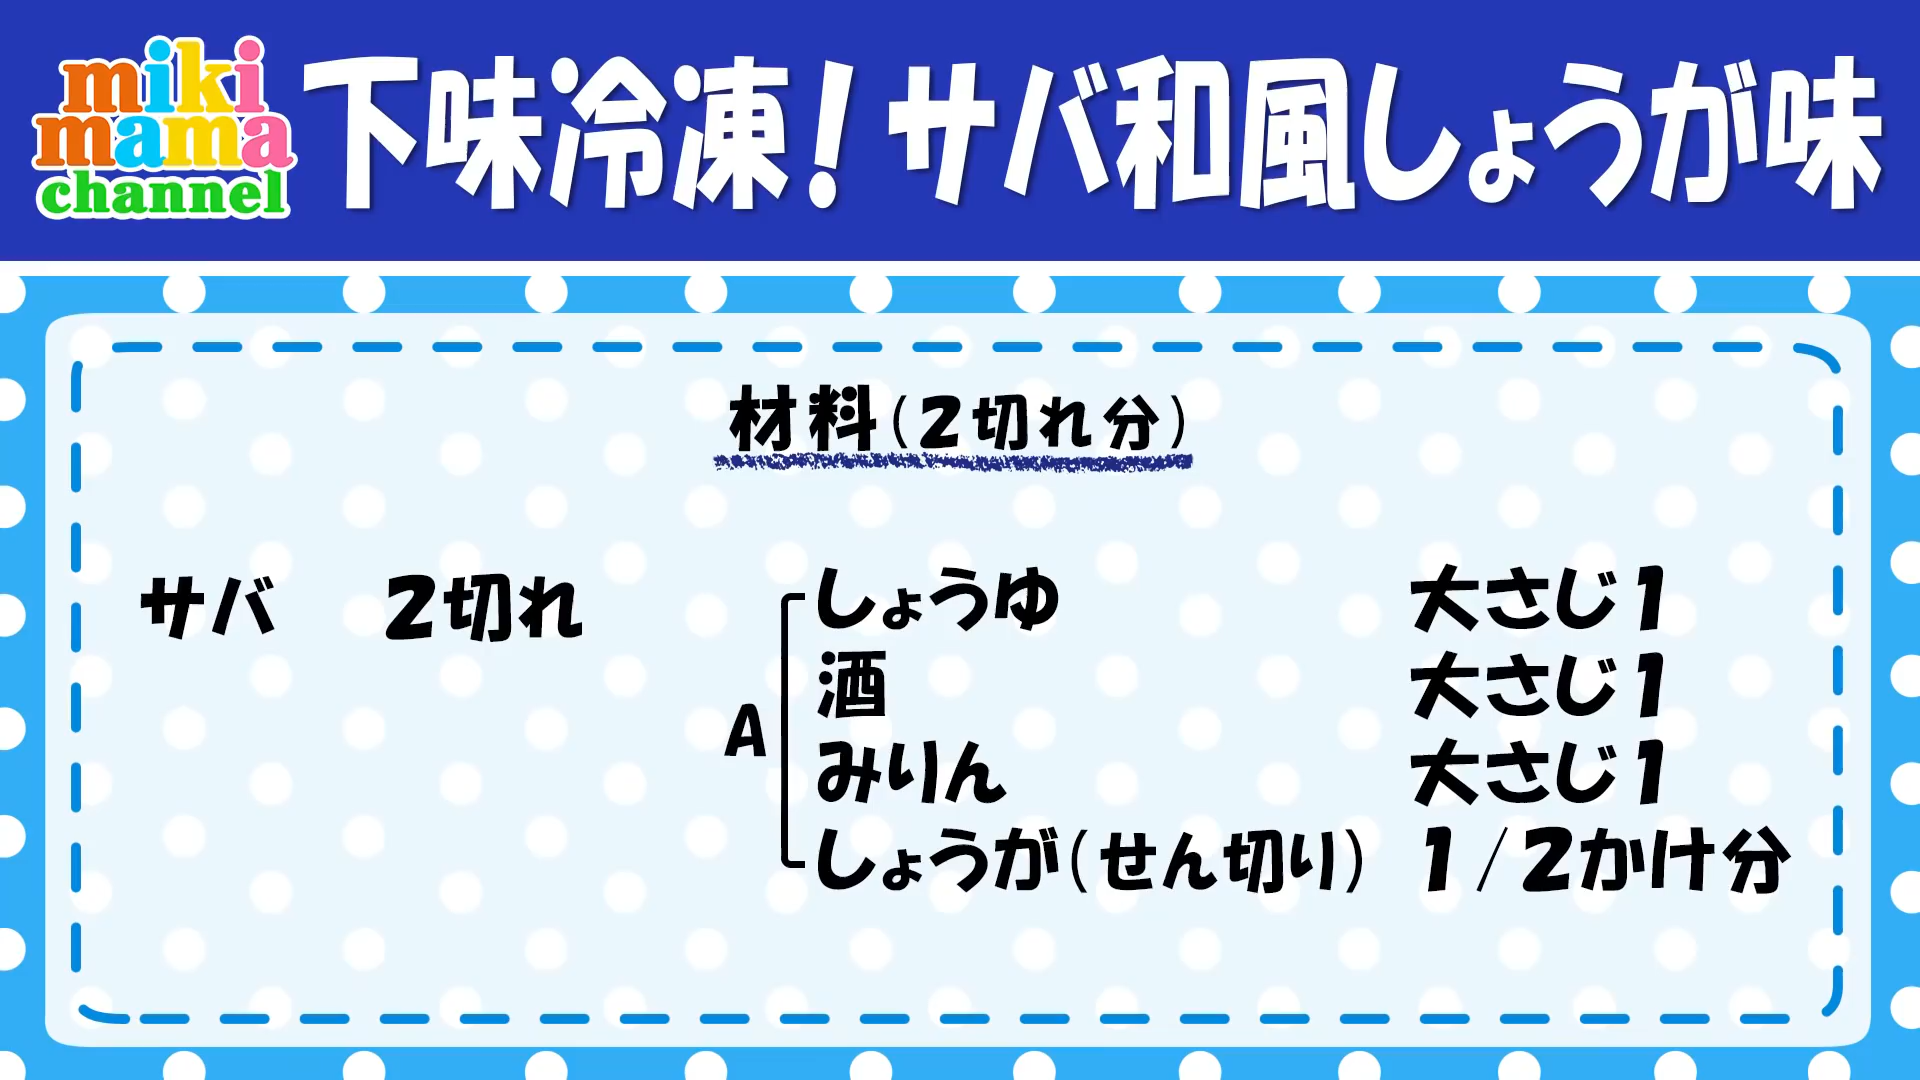 miki
mama
channel
下味冷凍！サバ和風しょうが味
材料(2切れ分)
サバ 2切れ
A
しょうゆ 大さじ1
酒 大さじ1
みりん 大さじ1
しょうが(せん切り) 1/2かけ分